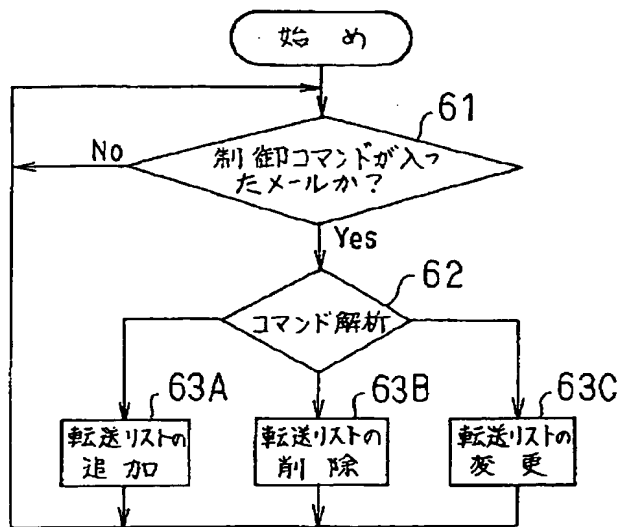 始め
61
No
制御コマンドが入っ
たメールか?
Yes
62
コマンド解析
63A
63B
63C
転送リストの
追加
転送リストの
削除
転送リストの
変更